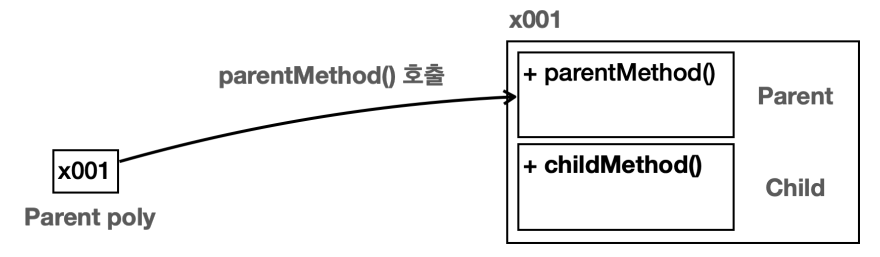 x001
parentMethod() 호출
+ parentMethod()
Parent
x001
+ childMethod()
Child
Parent poly